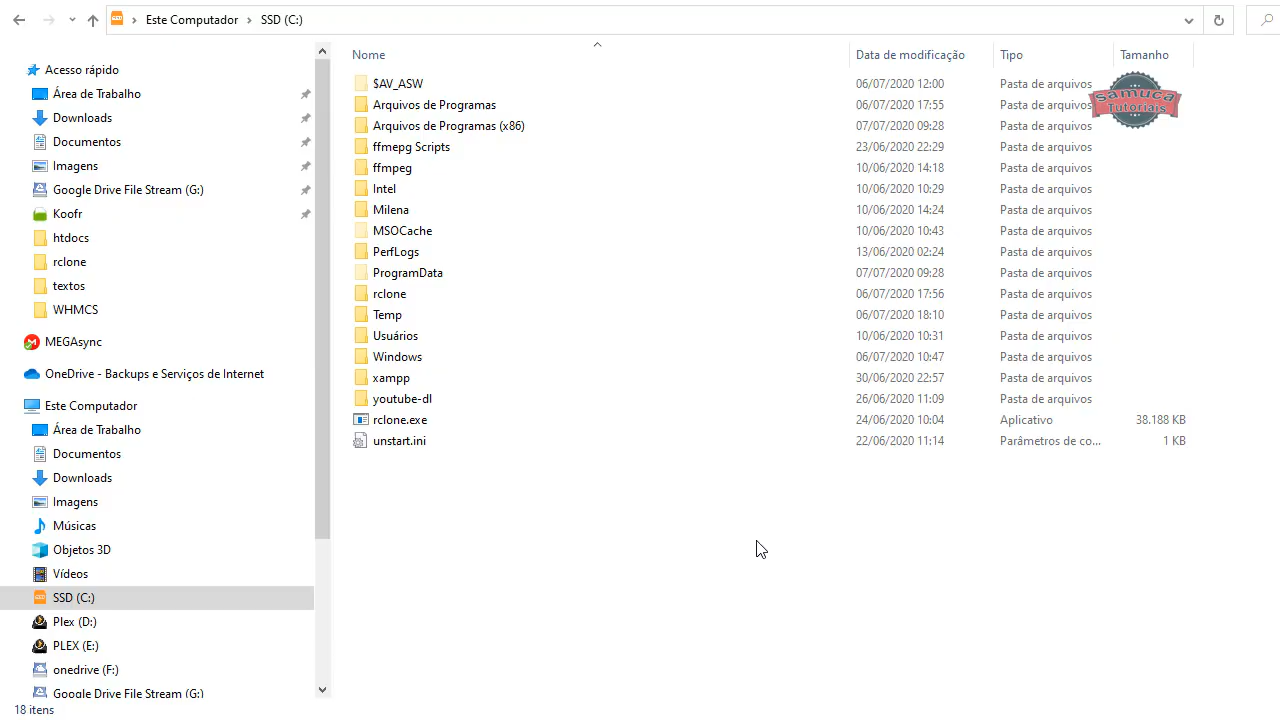 Este Computador > SSD (C:)
Acesso rápido
Área de Trabalho
Downloads
Documentos
Imagens
Google Drive File Stream (G:)
Koofr
htdocs
rclone
textos
WHMCS
MEGAsync
OneDrive - Backups e Serviços de Internet
Este Computador
Área de Trabalho
Documentos
Downloads
Imagens
Músicas
Objetos 3D
Vídeos
SSD (C:)
Plex (D:)
PLEX (E:)
onedrive (F:)
Google Drive File Stream (G:)
Nome Data de modificação Tipo Tamanho
$AV_ASW 06/07/2020 12:00 Pasta de arquivos
Arquivos de Programas 06/07/2020 17:55 Pasta de arquivos
Arquivos de Programas (x86) 07/07/2020 09:28 Pasta de arquivos
ffmepg Scripts 23/06/2020 22:29 Pasta de arquivos
ffmpeg 10/06/2020 14:18 Pasta de arquivos
Intel 10/06/2020 10:29 Pasta de arquivos
Milena 10/06/2020 14:24 Pasta de arquivos
MSOCache 10/06/2020 10:43 Pasta de arquivos
PerfLogs 13/06/2020 02:24 Pasta de arquivos
ProgramData 07/07/2020 09:28 Pasta de arquivos
rclone 06/07/2020 17:56 Pasta de arquivos
Temp 06/07/2020 18:10 Pasta de arquivos
Usuários 10/06/2020 10:31 Pasta de arquivos
Windows 06/07/2020 10:47 Pasta de arquivos
xampp 30/06/2020 22:57 Pasta de arquivos
youtube-dl 26/06/2020 11:09 Pasta de arquivos
rclone.exe 24/06/2020 10:04 Aplicativo 38.188 KB
unstart.ini 22/06/2020 11:14 Parâmetros de co... 1 KB
samuca
Tutoriais
18 itens